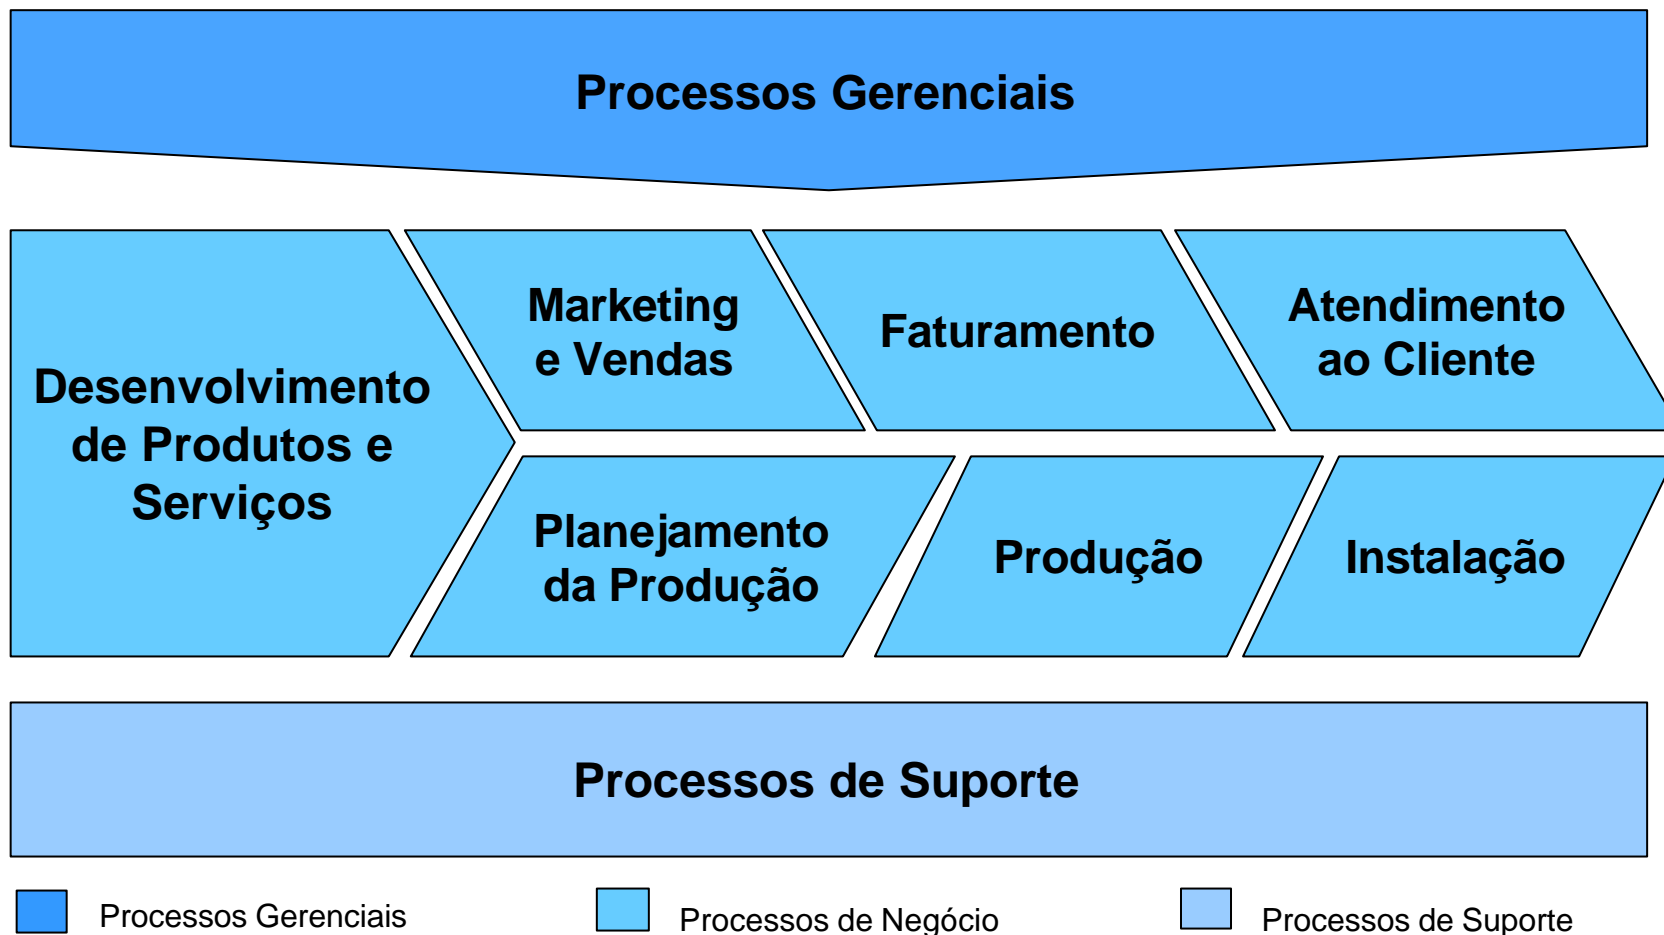 Processos Gerenciais
Desenvolvimento
de Produtos e
Serviços
Marketing
e Vendas
Faturamento
Atendimento
ao Cliente
Planejamento
da Produção
Produção
Instalação
Processos de Suporte
Processos Gerenciais
Processos de Negócio
Processos de Suporte